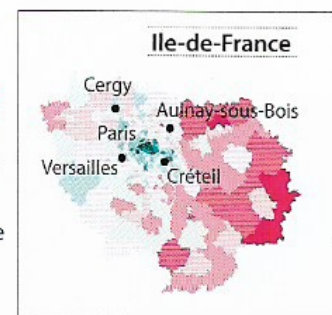 Ile-de-France
Cergy
Aulnay-sous-Bois
Paris
Versailles
Créteil
e